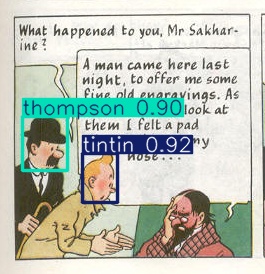 What happened to you, Mr Sakhar-
ine?
A man came here last
night, to offer me some
fine old engravings. As
look at
thompson 0.90
them I felt a pad
tintin 0.92
my
nose...